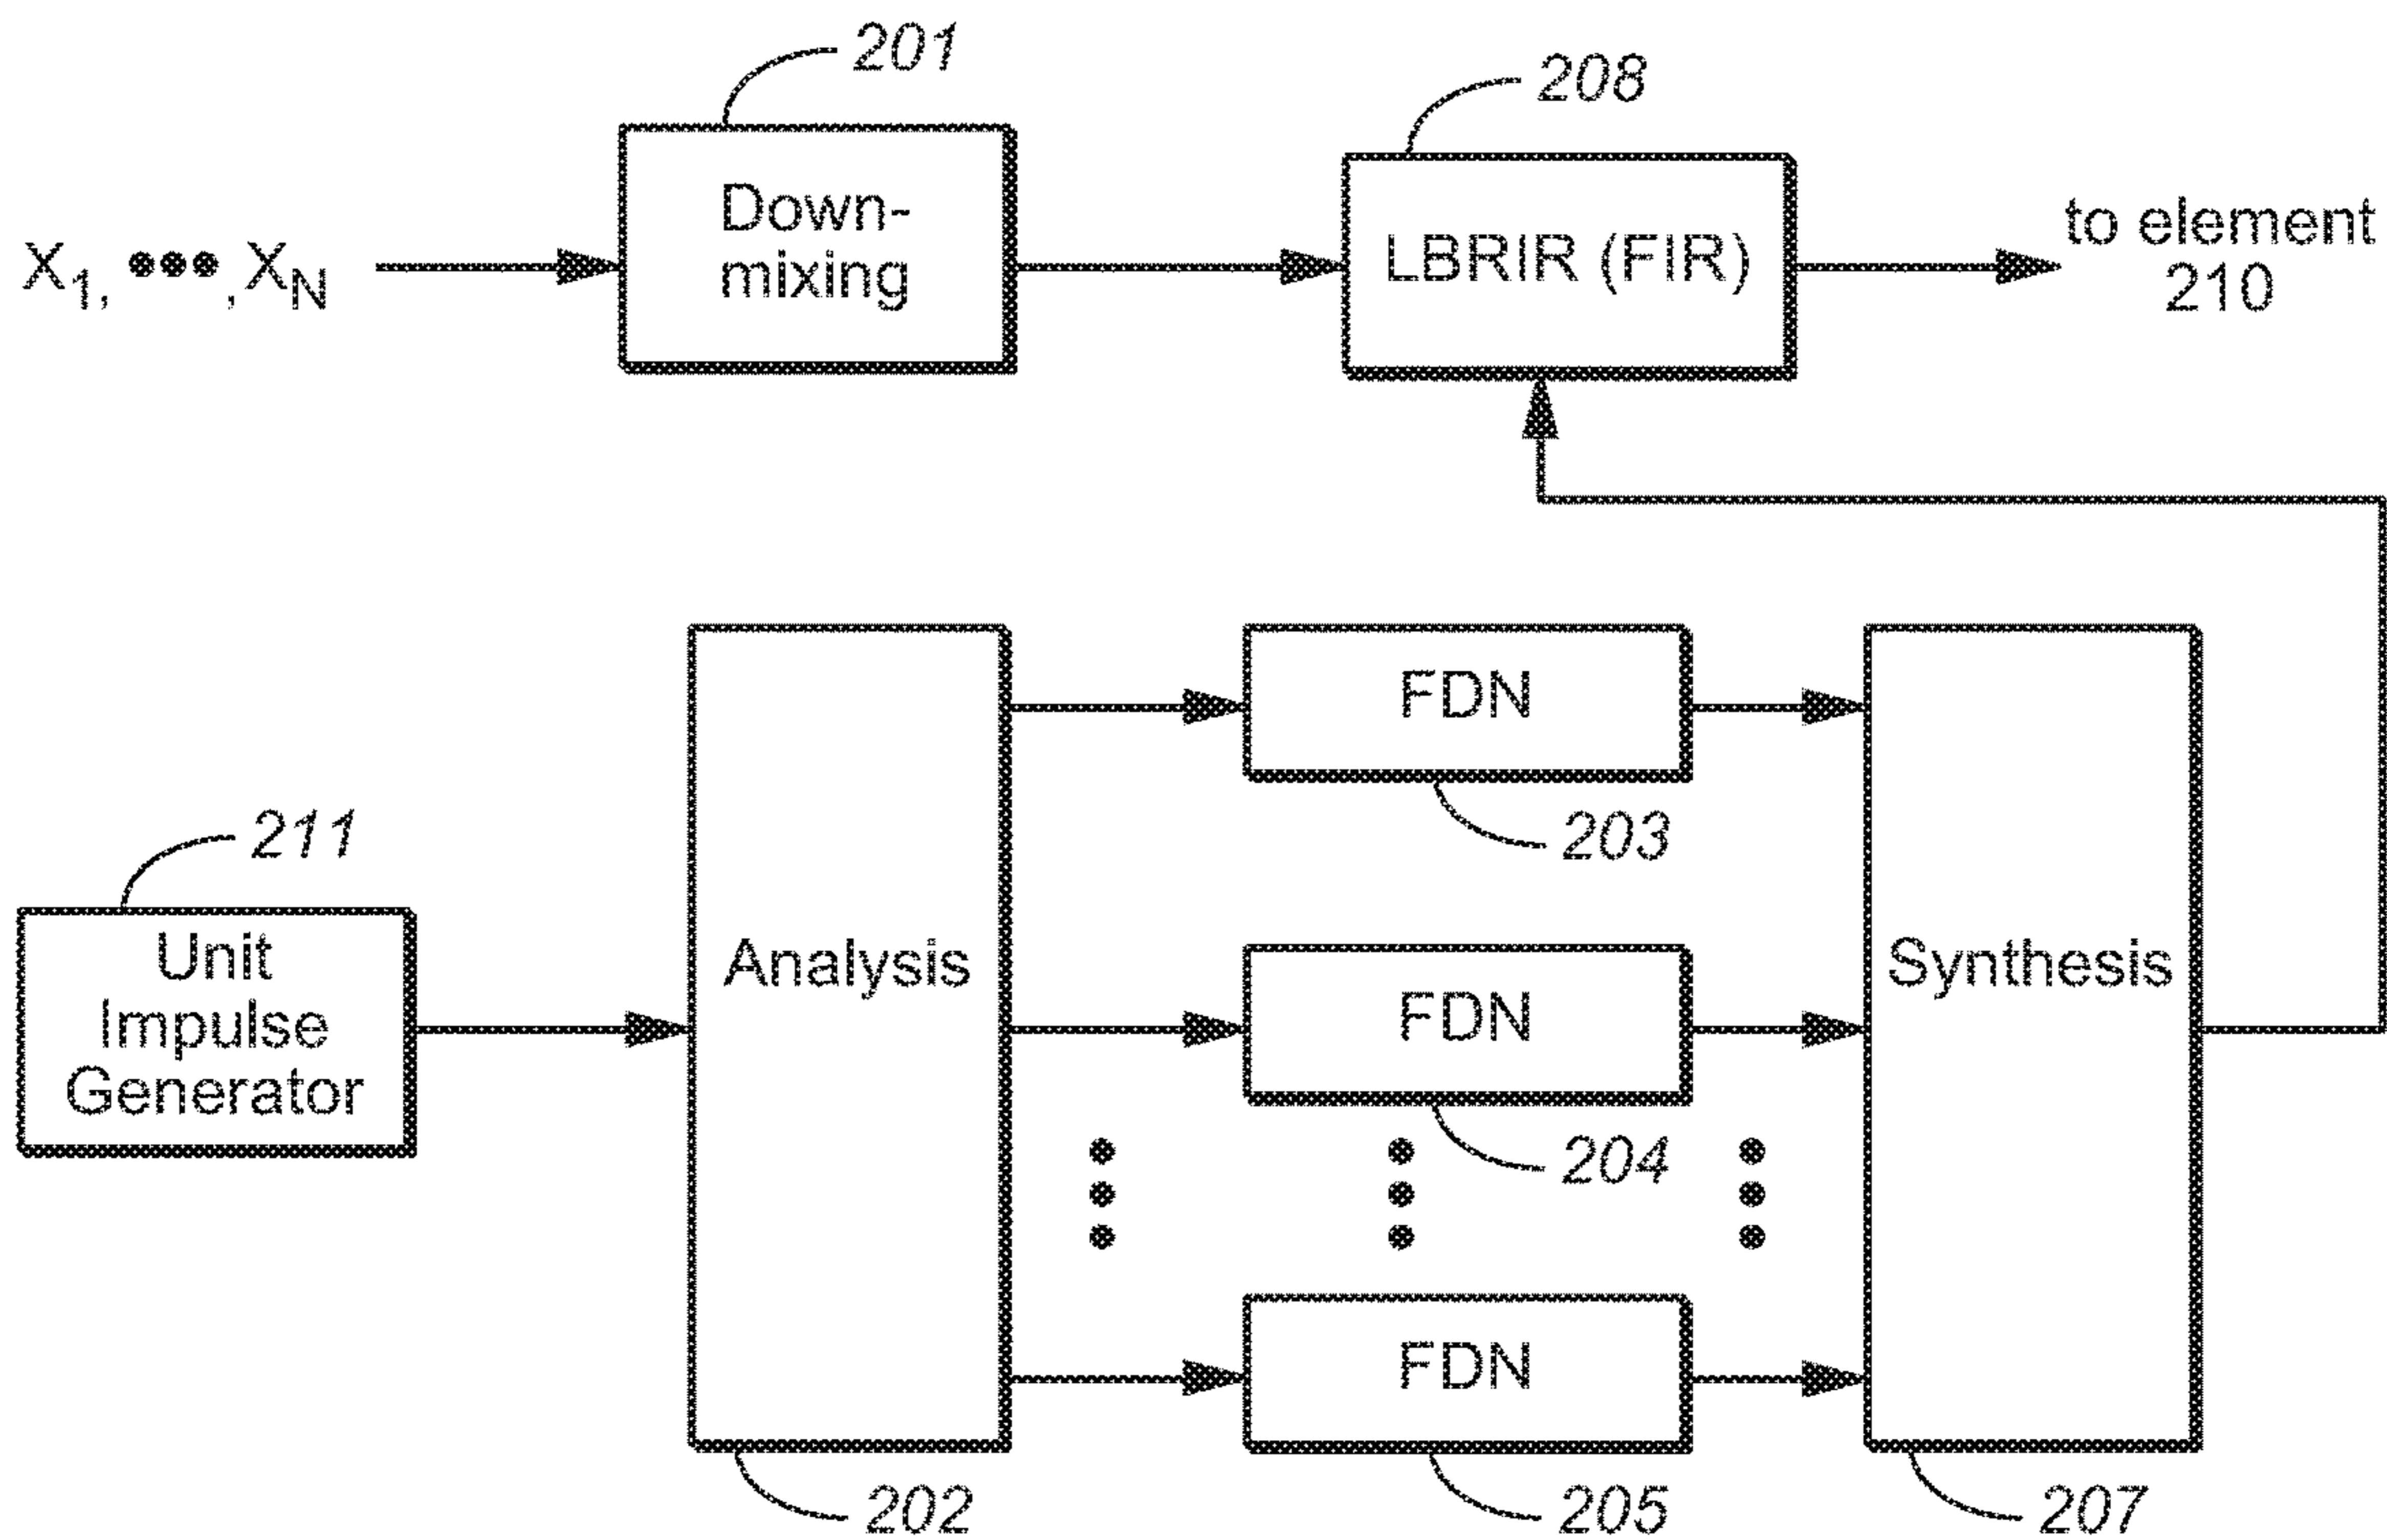 201
208
Down-
mixing
LBRIR (FIR)
to element
210
X1, •••, XN
FDN
203
211
Unit
Impulse
Generator
Analysis
FDN
204
Synthesis
FDN
202
205
207